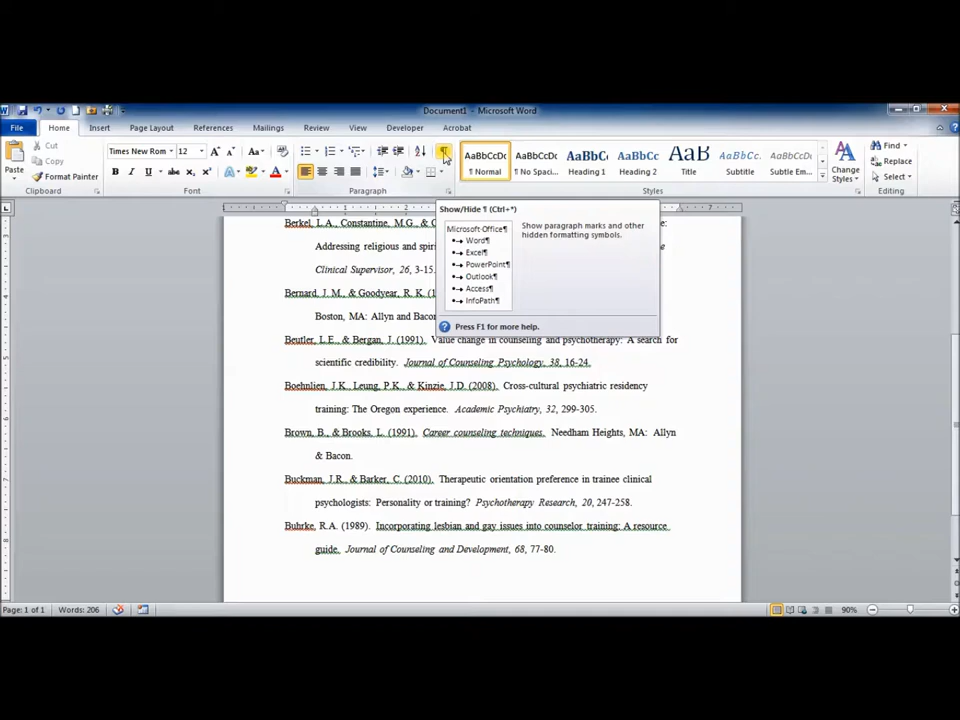 Document1 - Microsoft Word
File Home Insert Page Layout References Mailings Review View Developer Acrobat
Paste
Cut
Copy
Format Painter
Clipboard
Times New Rom 12
Font
Paragraph
AaBbCcDc AaBbCcDc AaBbCc AaBbCc AaBb AaBbCc. AaBbCcDc
¶ Normal ¶ No Spaci... Heading 1 Heading 2 Title Subtitle Subtle Em...
Change Styles
Styles
Find
Replace
Select
Editing
Show/Hide ¶ (Ctrl+*)
Microsoft Office¶
Word¶
Excel¶
PowerPoint¶
Outlook¶
Access¶
InfoPath¶
Show paragraph marks and other
hidden formatting symbols.
Press F1 for more help.
Berkel, L.A., Constantine, M.G., &
Addressing religious and
Clinical Supervisor, 26, 3-15.
Bernard, J. M., & Goodyear, R. K.
Boston, MA: Allyn and
Beutler, L.E., & Bergan, J. (1991). Value change in counseling and psychotherapy: A search for
scientific credibility. Journal of Counseling Psychology, 38, 16-24.
Boehnlien, J.K., Leung, P.K., & Kinzie, J.D. (2008). Cross-cultural psychiatric residency
training: The Oregon experience. Academic Psychiatry, 32, 299-305.
Brown, B., & Brooks, L. (1991). Career counseling techniques. Needham Heights, MA: Allyn
& Bacon.
Buckman, J.R., & Barker, C. (2010). Therapeutic orientation preference in trainee clinical
psychologists: Personality or training? Psychotherapy Research, 20, 247-258.
Buhrke, R.A. (1989). Incorporating lesbian and gay issues into counselor training: A resource
guide. Journal of Counseling and Development, 68, 77-80.
Page: 1 of 1 Words: 206 90%